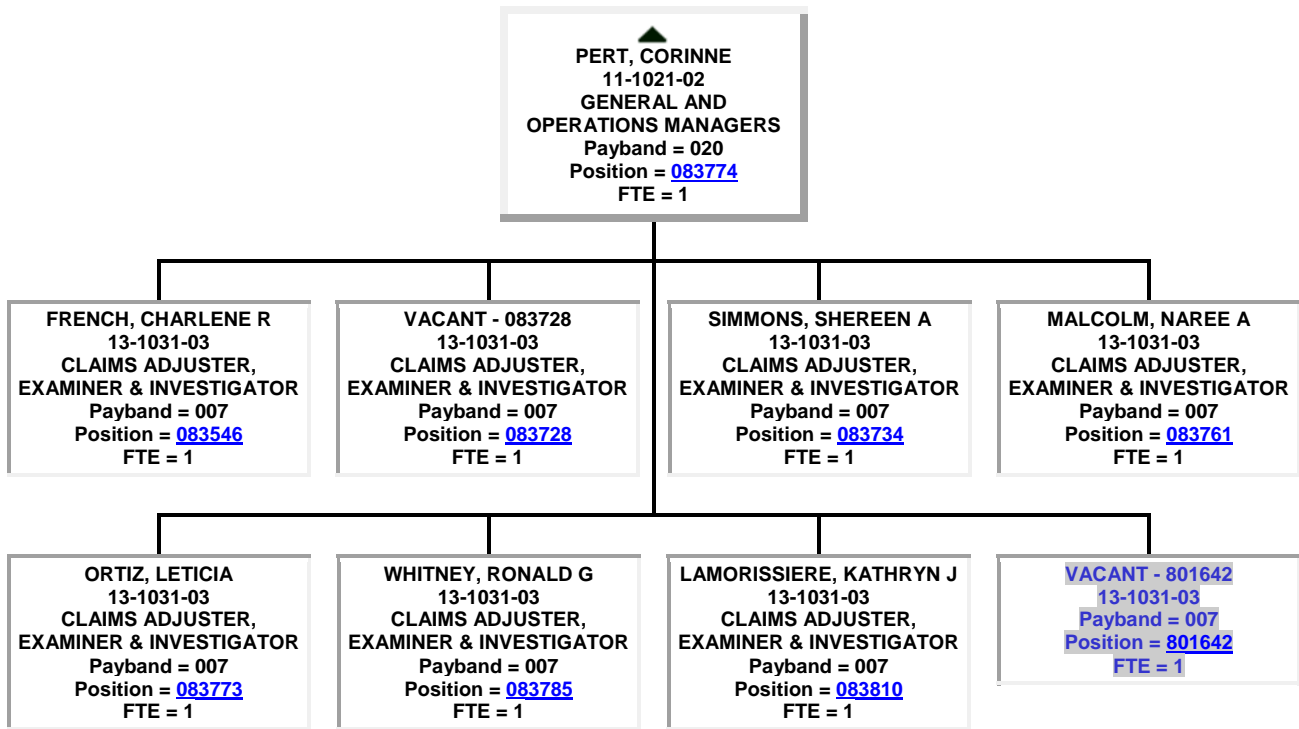 PERT, CORINNE
11-1021-02
GENERAL AND
OPERATIONS MANAGERS
Payband = 020
Position = 083774
FTE = 1
FRENCH, CHARLENE R
13-1031-03
CLAIMS ADJUSTER,
EXAMINER & INVESTIGATOR
Payband = 007
Position = 083546
FTE = 1
VACANT - 083728
13-1031-03
CLAIMS ADJUSTER,
EXAMINER & INVESTIGATOR
Payband = 007
Position = 083728
FTE = 1
SIMMONS, SHEREEN A
13-1031-03
CLAIMS ADJUSTER,
EXAMINER & INVESTIGATOR
Payband = 007
Position = 083734
FTE = 1
MALCOLM, NAREE A
13-1031-03
CLAIMS ADJUSTER,
EXAMINER & INVESTIGATOR
Payband = 007
Position = 083761
FTE = 1
ORTIZ, LETICIA
13-1031-03
CLAIMS ADJUSTER,
EXAMINER & INVESTIGATOR
Payband = 007
Position = 083773
FTE = 1
WHITNEY, RONALD G
13-1031-03
CLAIMS ADJUSTER,
EXAMINER & INVESTIGATOR
Payband = 007
Position = 083785
FTE = 1
LAMORISSIERE, KATHRYN J
13-1031-03
CLAIMS ADJUSTER,
EXAMINER & INVESTIGATOR
Payband = 007
Position = 083810
FTE = 1
VACANT - 801642
13-1031-03
Payband = 007
Position = 801642
FTE = 1